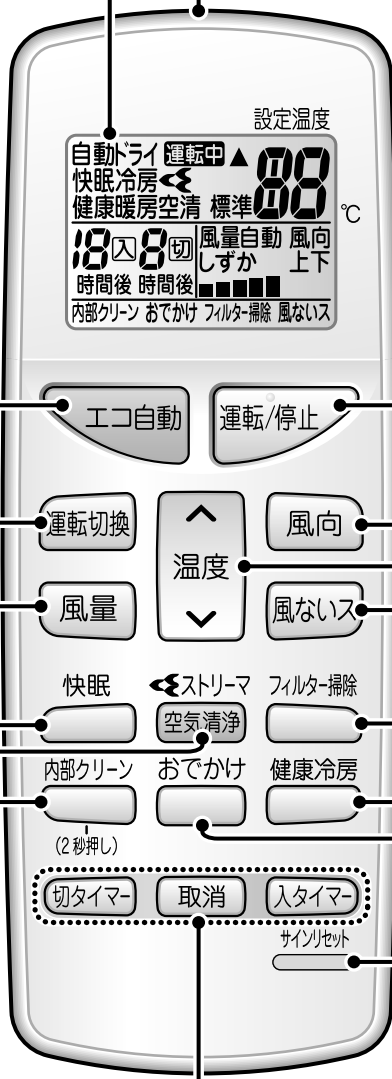 設定温度
自動ドライ 運転中 ▲ 88
快眠冷房
健康暖房空清 標準 ℃
18 入 8 切 風量自動 風向
しずか 上下
時間後 時間後
内部クリーン おでかけ フィルター掃除 風ないス
エコ自動 運転/停止
運転切換 風向
温度
風量 風ないス
快眠 ストリーマ フィルター掃除
空気清浄
内部クリーン おでかけ 健康冷房
(2秒押し)
切タイマー 取消 入タイマー
サインリセット